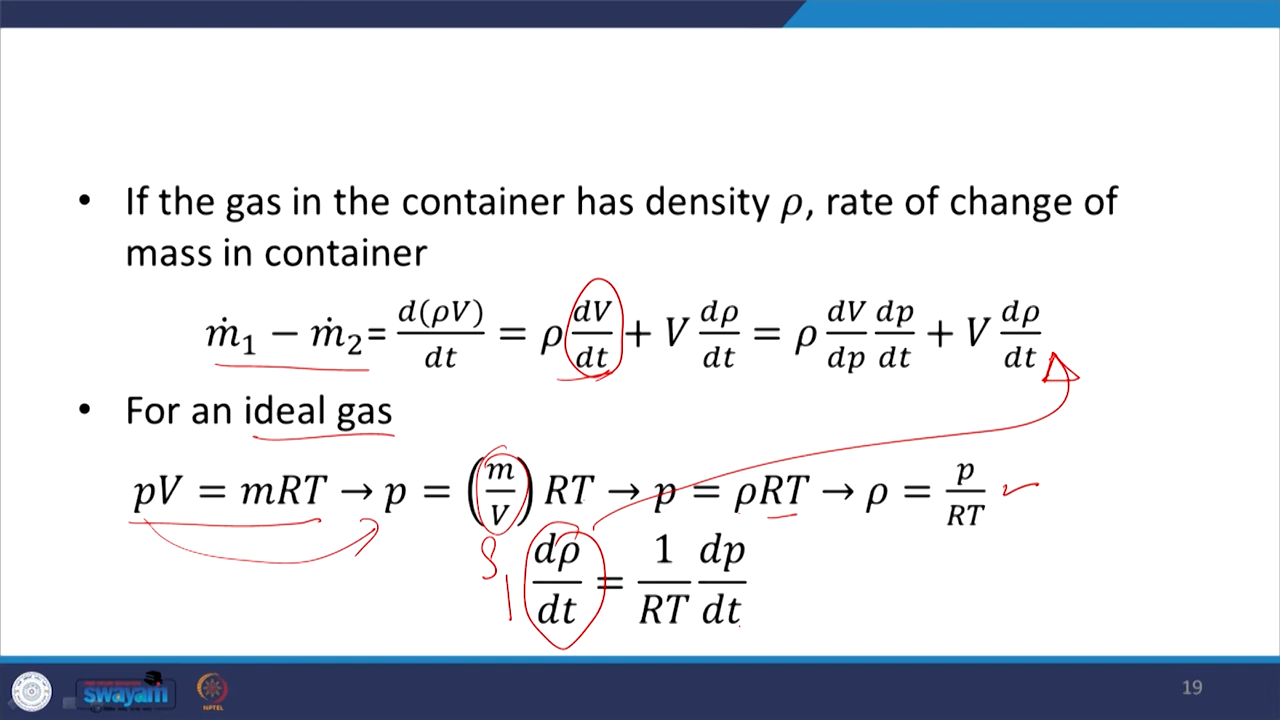 • If the gas in the container has density ρ, rate of change of
mass in container
ṁ₁ − ṁ₂= d(ρV)/dt = ρ dV/dt + V dρ/dt = ρ dV/dp dp/dt + V dρ/dt
• For an ideal gas
pV = mRT → p = (m/V) RT → p = ρRT → ρ = p/RT
ρ
dρ/dt = 1/RT dp/dt
swayam
NPTEL
19